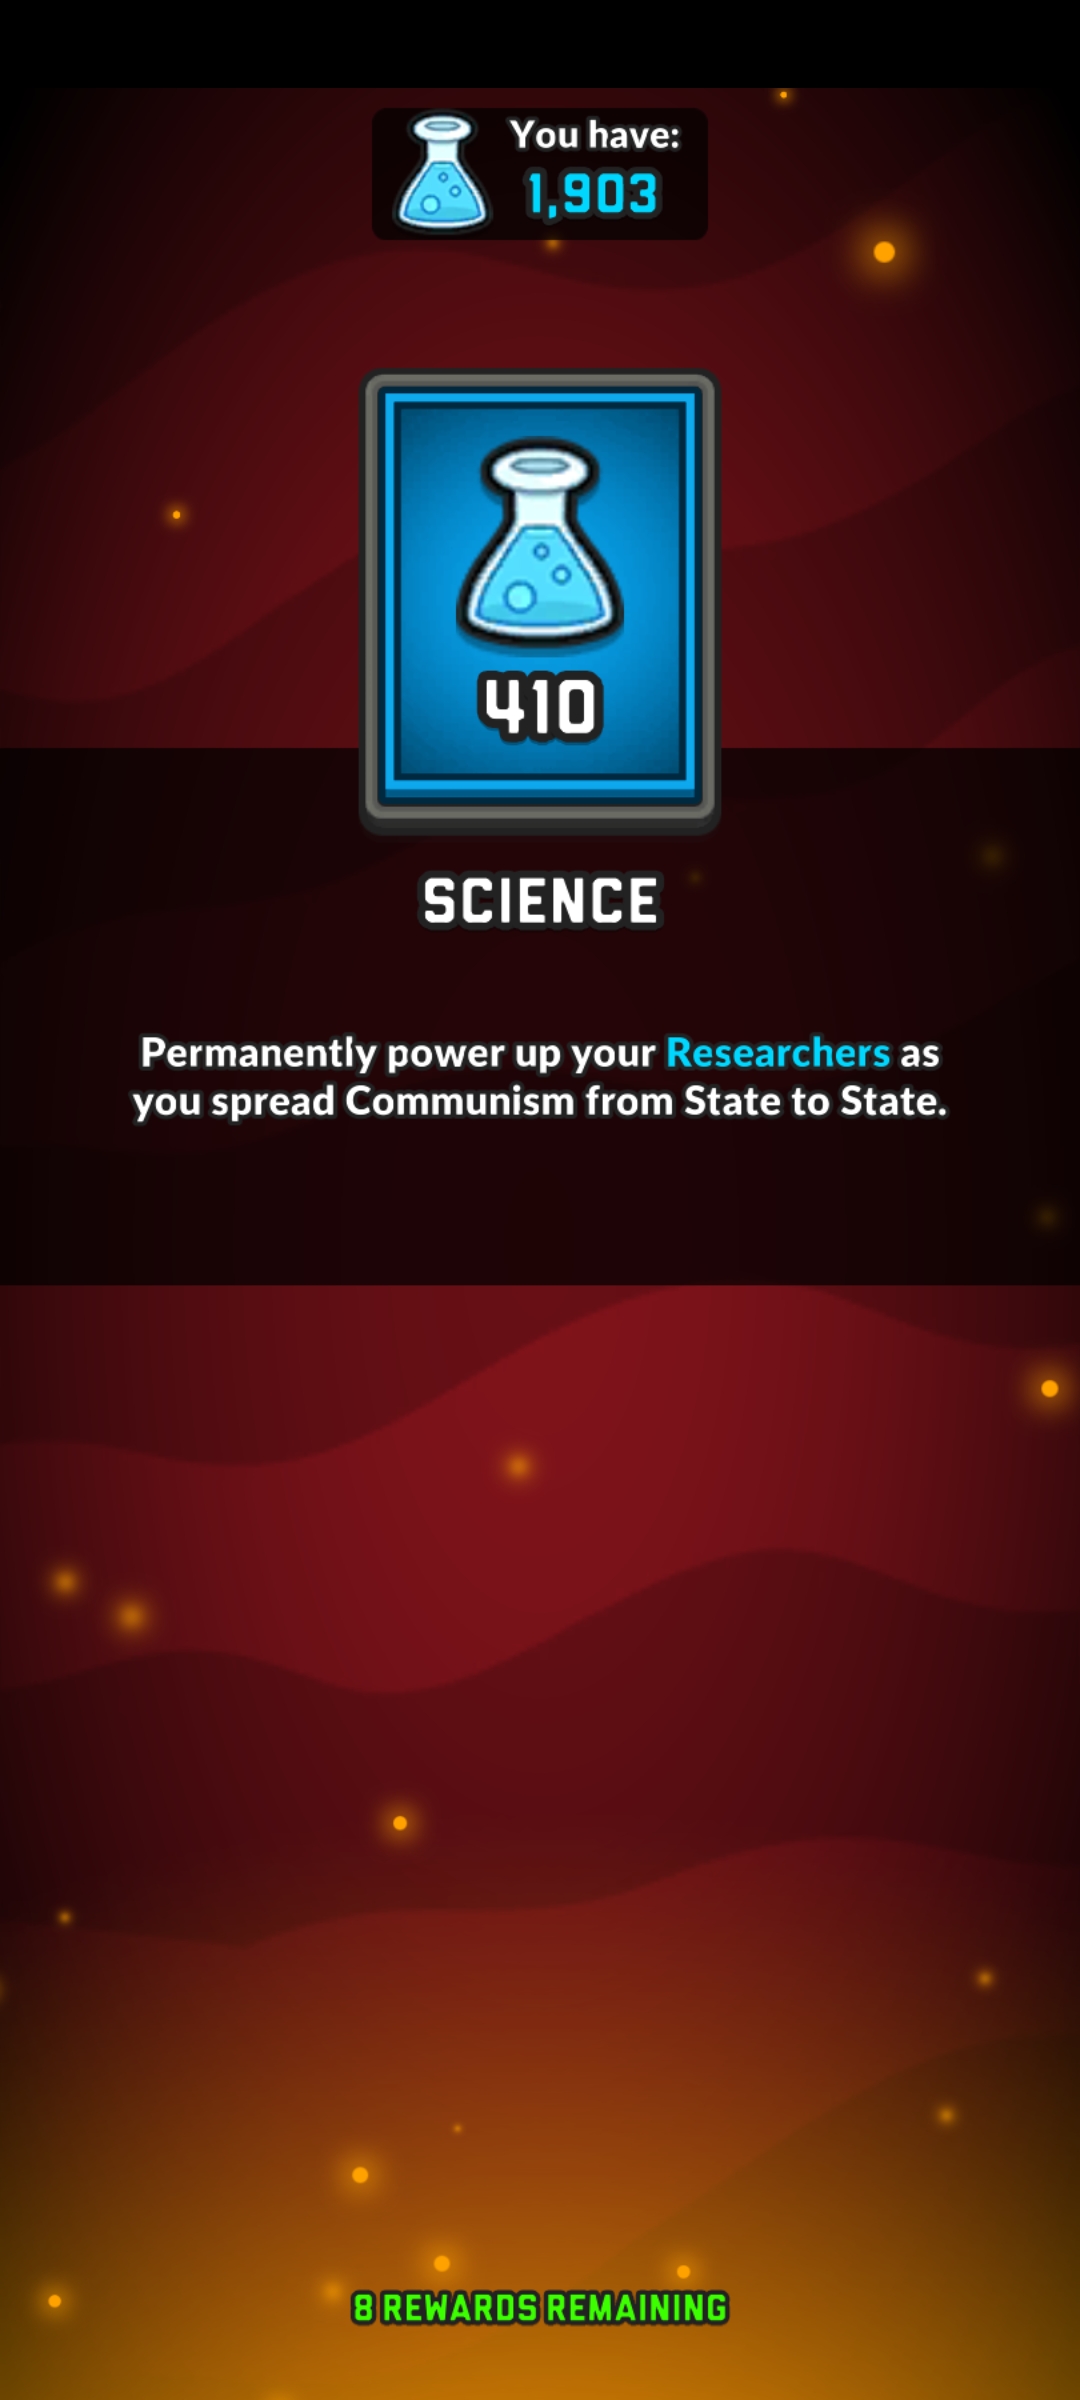 You have:
1,903
410
SCIENCE
Permanently power up your Researchers as
you spread Communism from State to State.
8 REWARDS REMAINING